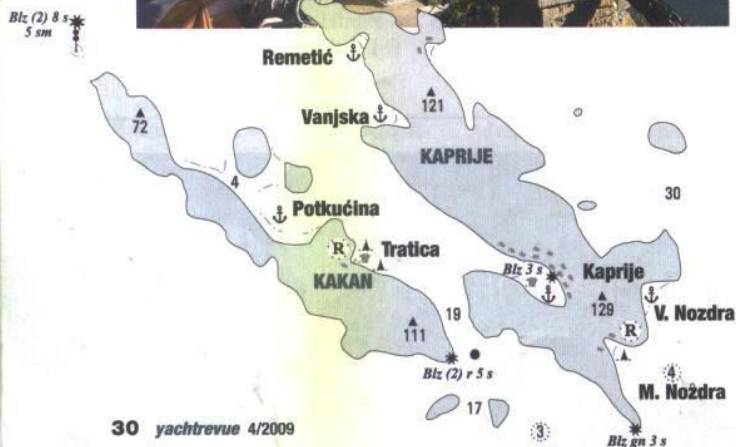 Blz (2) 8 s
5 sm
Remetić
121
72
Vanjska
KAPRIJE
4
30
Potkućina
R
Tratica
Blz 3 s
Kaprije
KAKAN
129
V. Nozdra
19
111
R
Blz (2) r 5 s
4
M. Nozdra
17
3
30 yachtrevue 4/2009
Blz gn 3 s